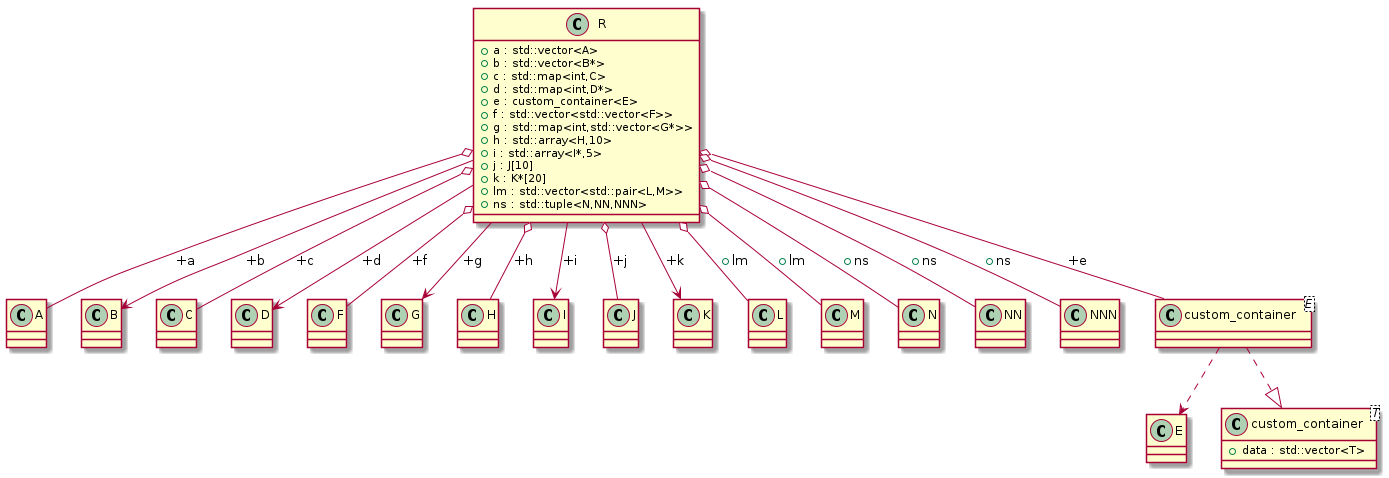 C R
a : std::vector<A>
b : std::vector<B*>
c : std::map<int,C>
d : std::map<int,D*>
e : custom_container<E>
f : std::vector<std::vector<F>>
g : std::map<int,std::vector<G*>>
h : std::array<H,10>
i : std::array<I*,5>
j : J[10]
k : K*[20]
lm : std::vector<std::pair<L,M>>
ns : std::tuple<N,NN,NNN>
+a
+b
+c
+d
+f
+g
+h
+i
+j
+k
lm
lm
ns
ns
ns
+e
C A
C B
C C
C D
C F
C G
C H
C I
C J
C K
C L
C M
C N
C NN
C NNN
C custom_container
E
C E
C custom_container
T
data : std::vector<T>